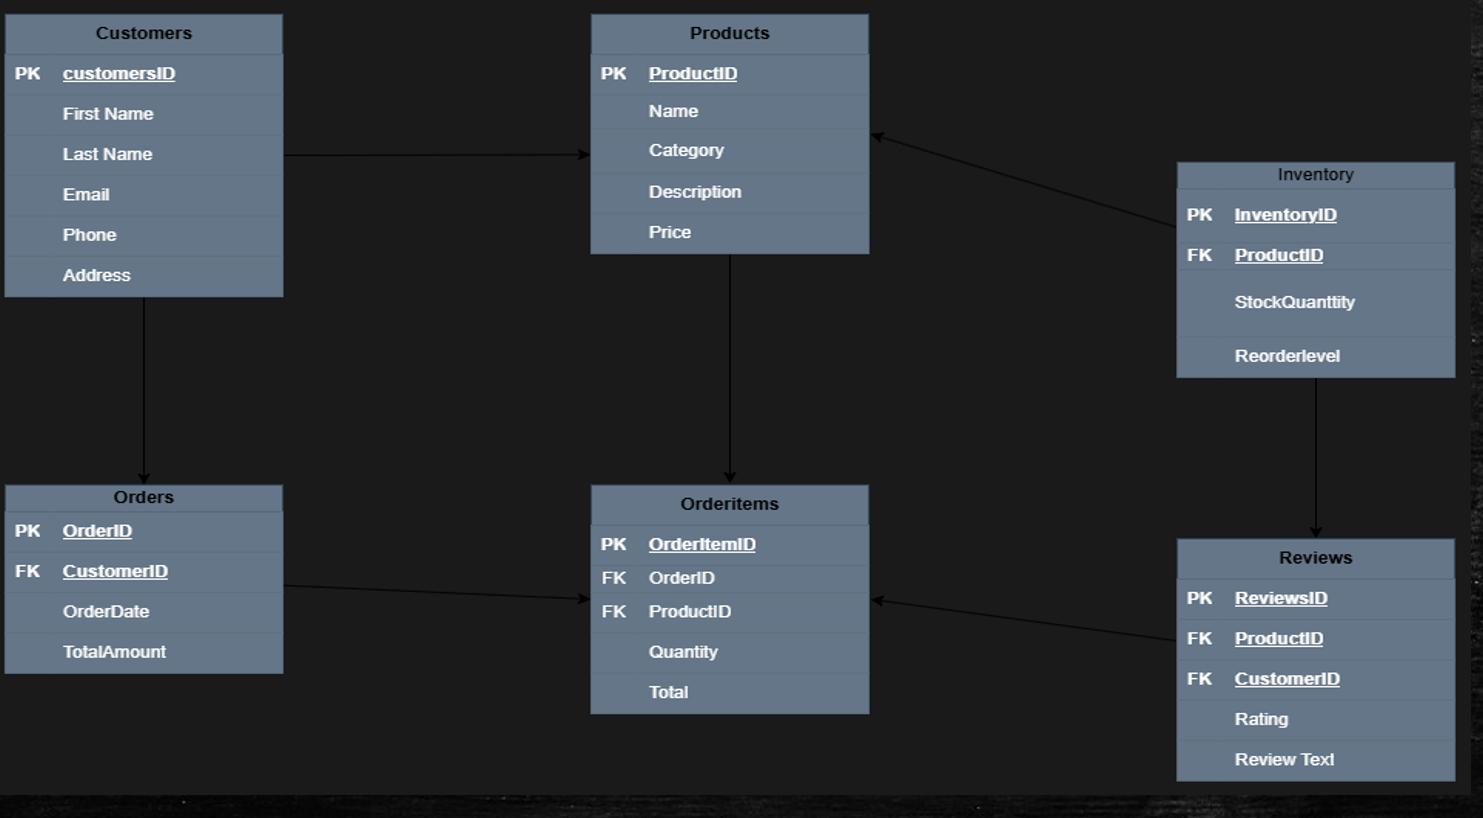 Customers
PK customersID
First Name
Last Name
Email
Phone
Address
Products
PK ProductID
Name
Category
Description
Price
Inventory
PK InventoryID
FK ProductID
StockQuanttity
Reorderlevel
Orders
PK OrderID
FK CustomerID
OrderDate
TotalAmount
Orderitems
PK OrderItemID
FK OrderID
FK ProductID
Quantity
Total
Reviews
PK ReviewsID
FK ProductID
FK CustomerID
Rating
Review Text